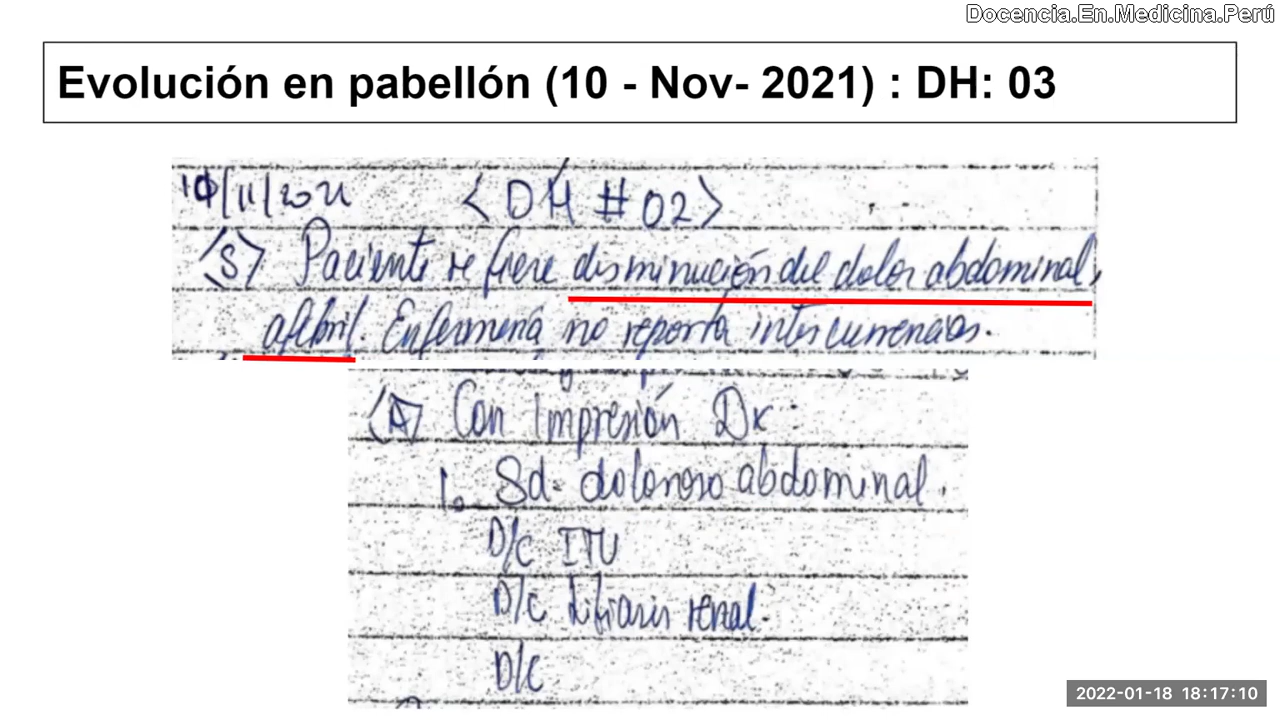 Docencia.En.Medicina.Perú
Evolución en pabellón (10 - Nov- 2021) : DH: 03
10/11/2021 <DH #02>
<S> Paciente refiere disminución del dolor abdominal,
afebril. Enfermería no reporta intercurrencias.
<A> Con Impresión Dx:
1. Sd. doloroso abdominal.
D/C ITU
D/C Litiasis renal.
D/C
2022-01-18 18:17:10